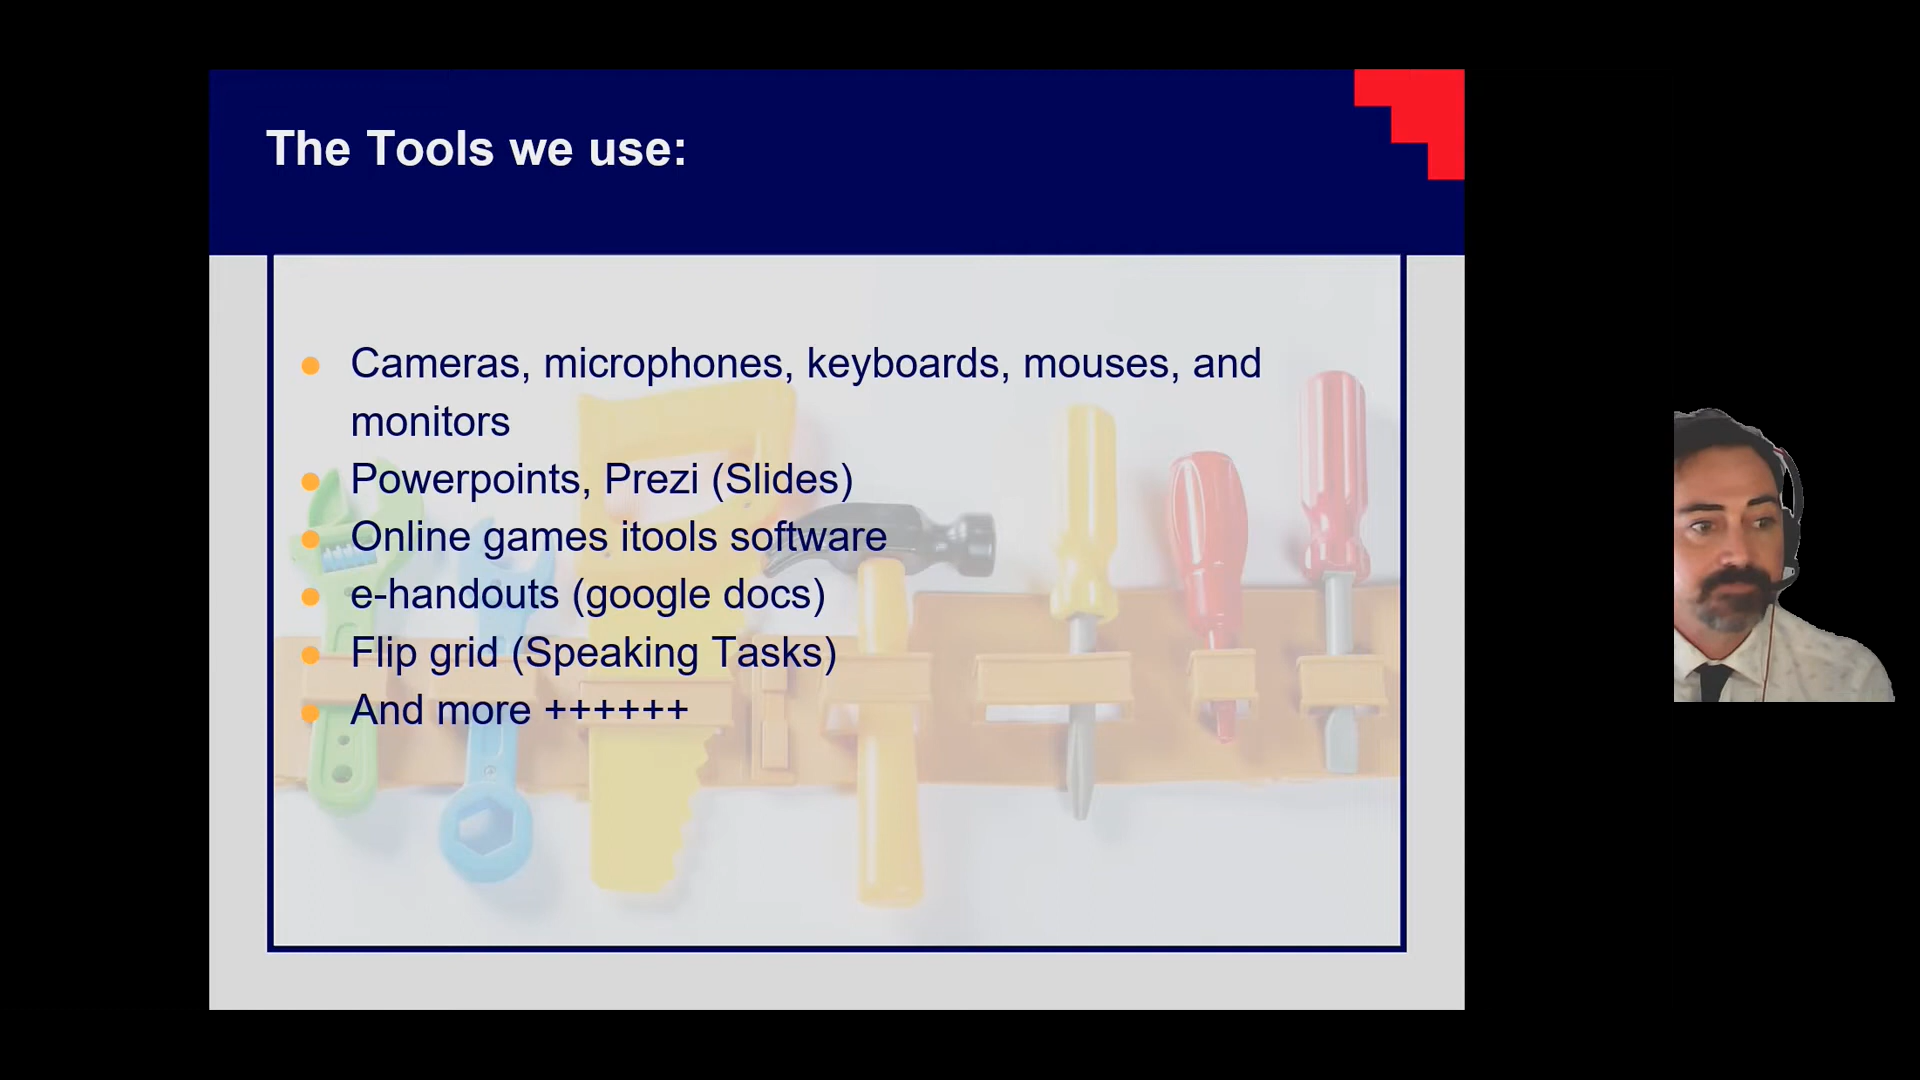 The Tools we use:
Cameras, microphones, keyboards, mouses, and
monitors
Powerpoints, Prezi (Slides)
Online games itools software
e-handouts (google docs)
Flip grid (Speaking Tasks)
And more ++++++